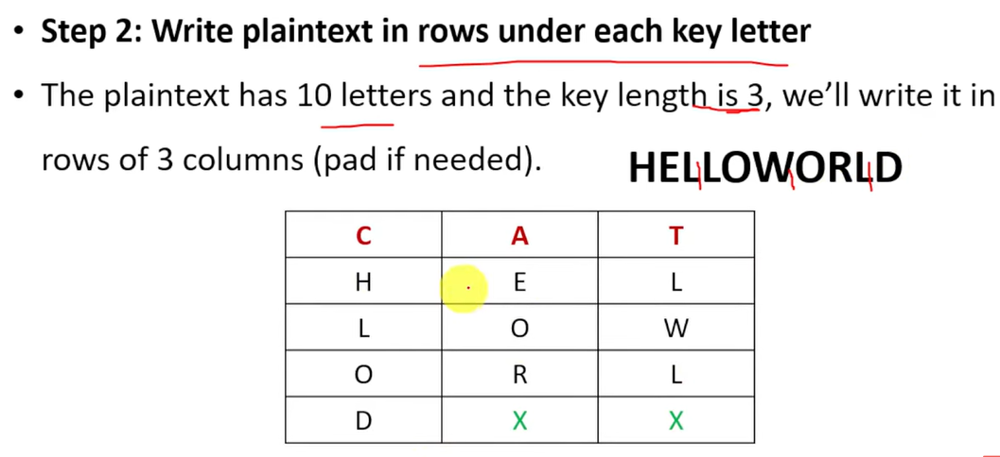 • Step 2: Write plaintext in rows under each key letter
• The plaintext has 10 letters and the key length is 3, we'll write it in
rows of 3 columns (pad if needed).
HELLOWORLD
C A T
H E L
L O W
O R L
D X X